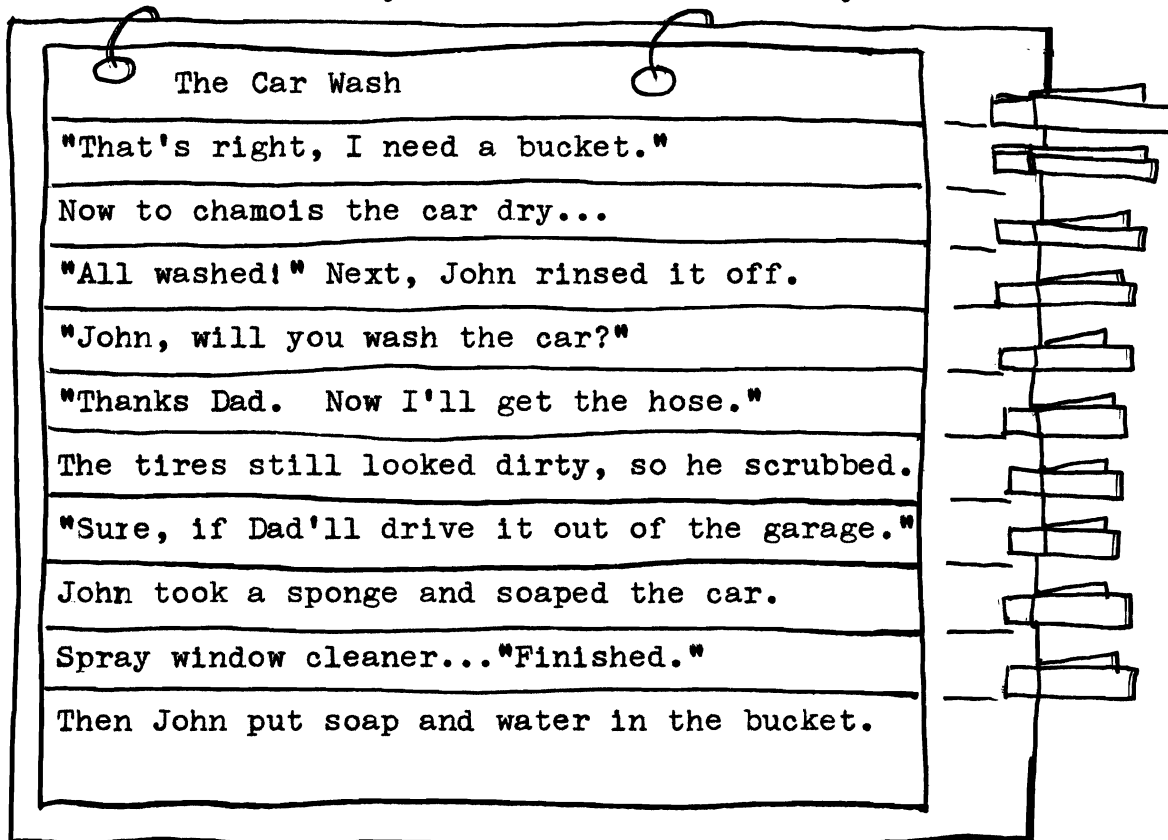 The Car Wash
"That's right, I need a bucket."
Now to chamois the car dry...
"All washed!" Next, John rinsed it off.
"John, will you wash the car?"
"Thanks Dad.  Now I'll get the hose."
The tires still looked dirty, so he scrubbed.
"Sure, if Dad'll drive it out of the garage."
John took a sponge and soaped the car.
Spray window cleaner..."Finished."
Then John put soap and water in the bucket.